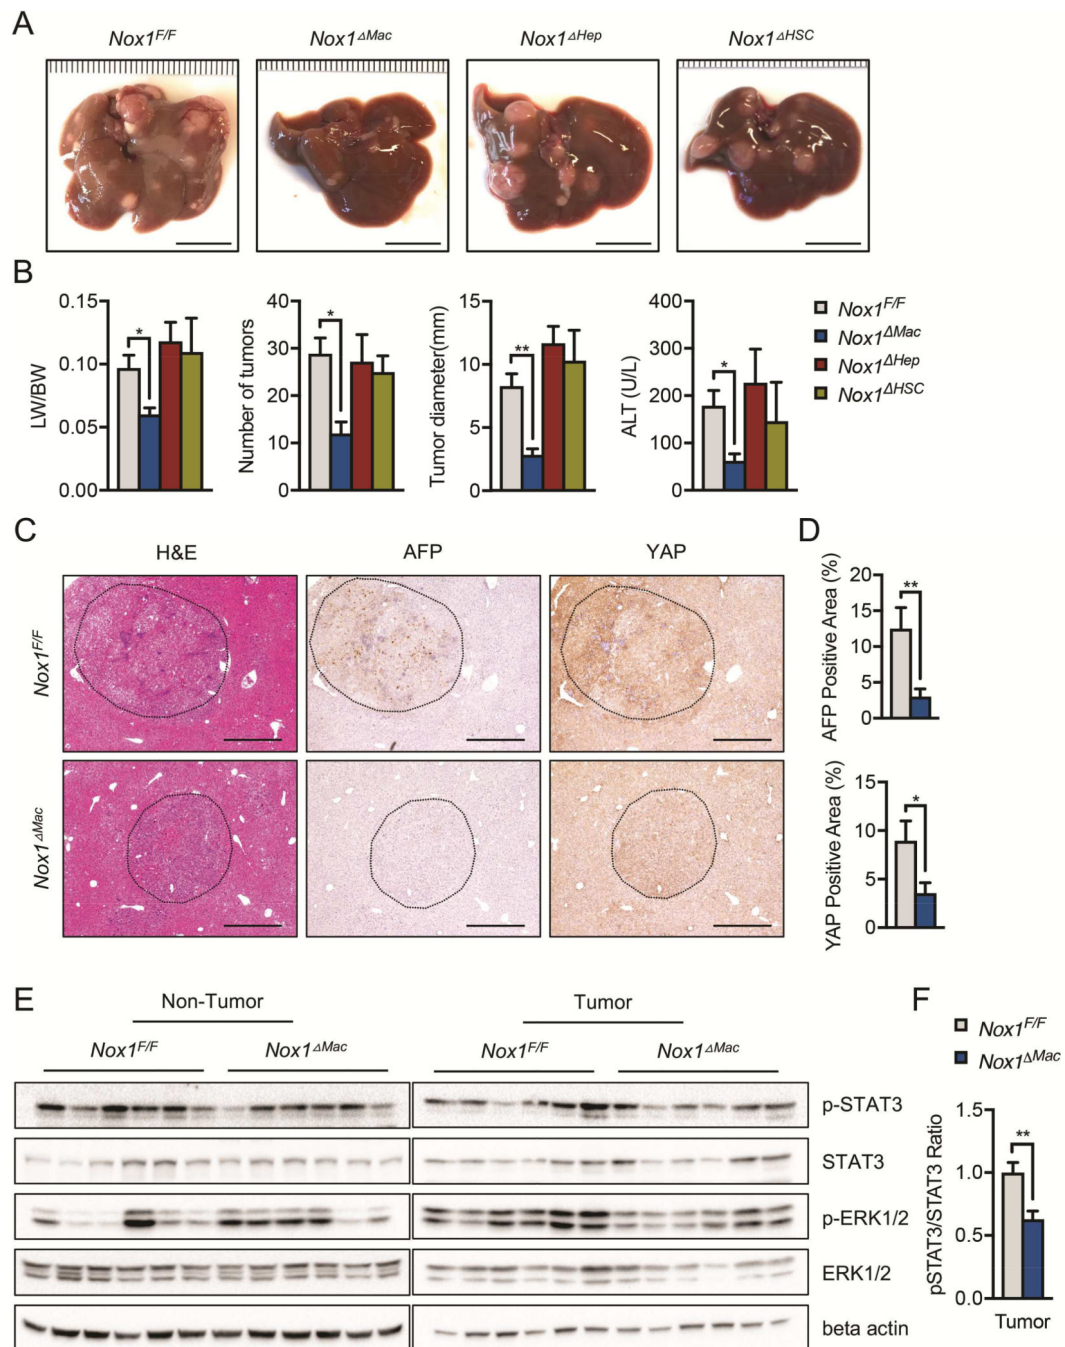 A
Nox1F/F
Nox1ΔMac
Nox1ΔHep
Nox1ΔHSC
B
LW/BW
0.15
0.10
0.05
0.00
*
Number of tumors
40
30
20
10
0
*
Tumor diameter(mm)
15
10
5
0
**
ALT (U/L)
400
300
200
100
0
*
Nox1F/F
Nox1ΔMac
Nox1ΔHep
Nox1ΔHSC
C
H&E
AFP
YAP
Nox1F/F
Nox1ΔMac
D
AFP Positive Area (%)
20
15
10
5
0
**
YAP Positive Area (%)
15
10
5
0
*
E
Non-Tumor
Tumor
Nox1F/F
Nox1ΔMac
Nox1F/F
Nox1ΔMac
p-STAT3
STAT3
p-ERK1/2
ERK1/2
beta actin
F
Nox1F/F
Nox1ΔMac
pSTAT3/STAT3 Ratio
1.5
1.0
0.5
0.0
**
Tumor